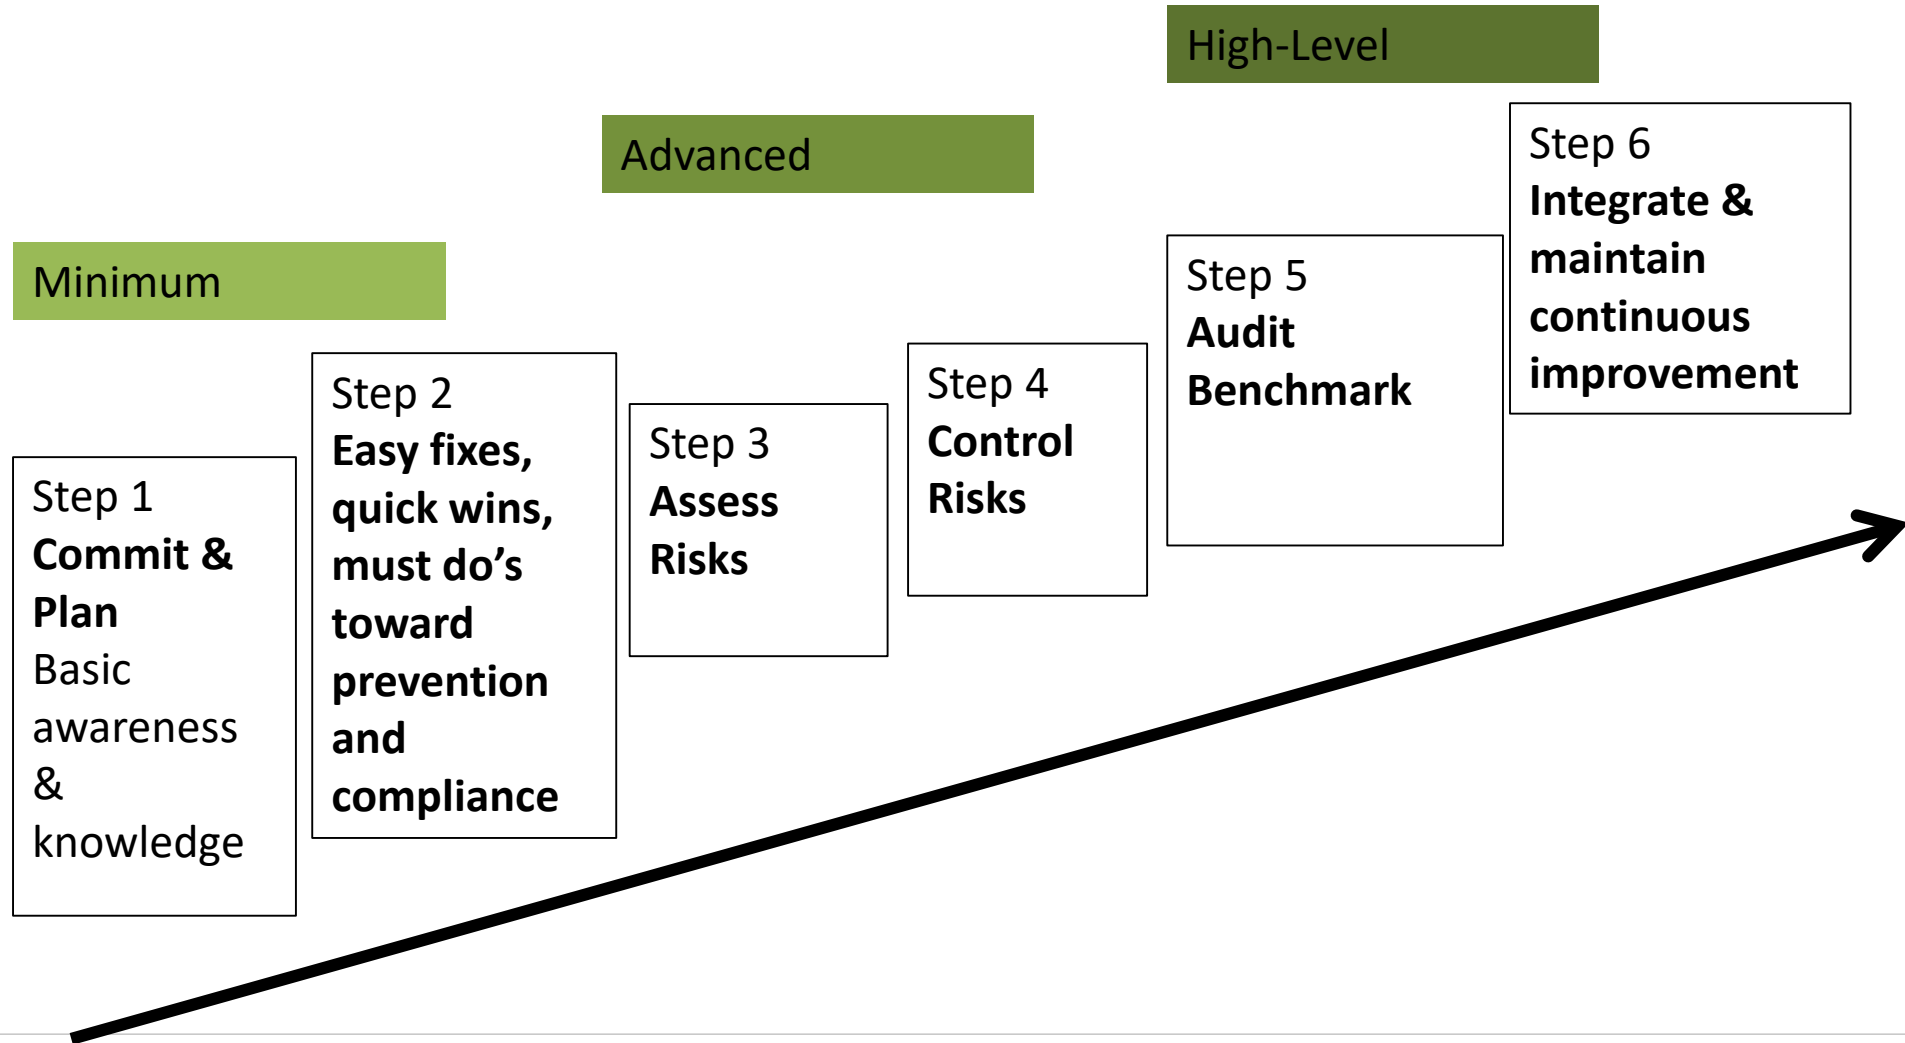 High-Level
Advanced
Minimum
Step 1
Commit &
Plan
Basic
awareness
&
knowledge
Step 2
Easy fixes,
quick wins,
must do’s
toward
prevention
and
compliance
Step 3
Assess
Risks
Step 4
Control
Risks
Step 5
Audit
Benchmark
Step 6
Integrate &
maintain
continuous
improvement